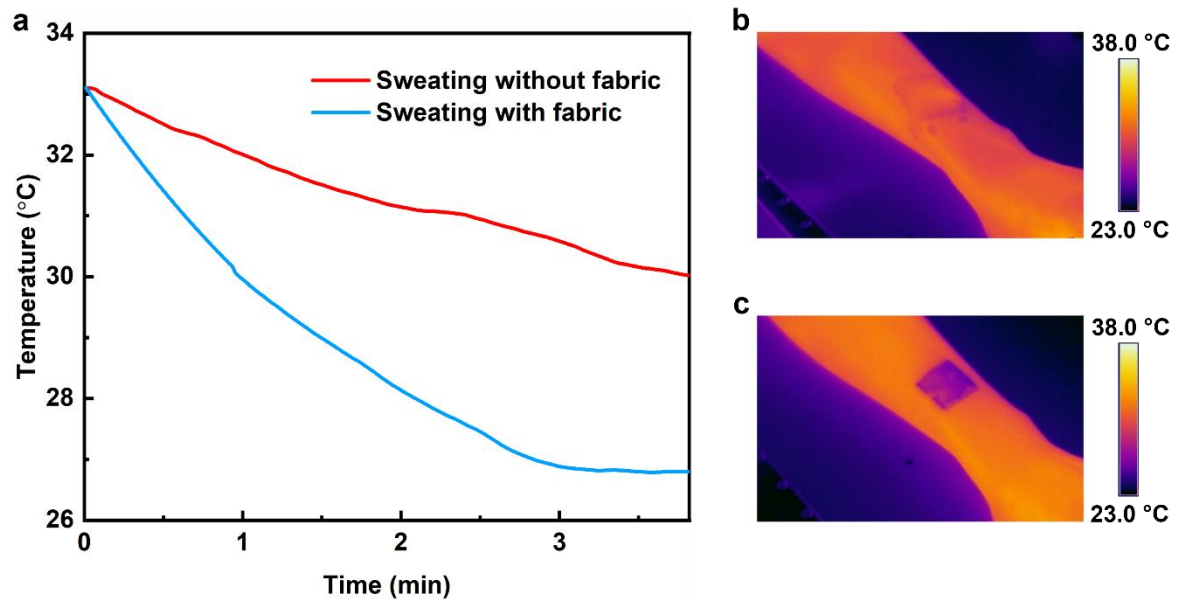 a
34
32
30
28
26
Temperature (°C)
Sweating without fabric
Sweating with fabric
0
1
2
3
Time (min)
b
38.0 °C
23.0 °C
c
38.0 °C
23.0 °C